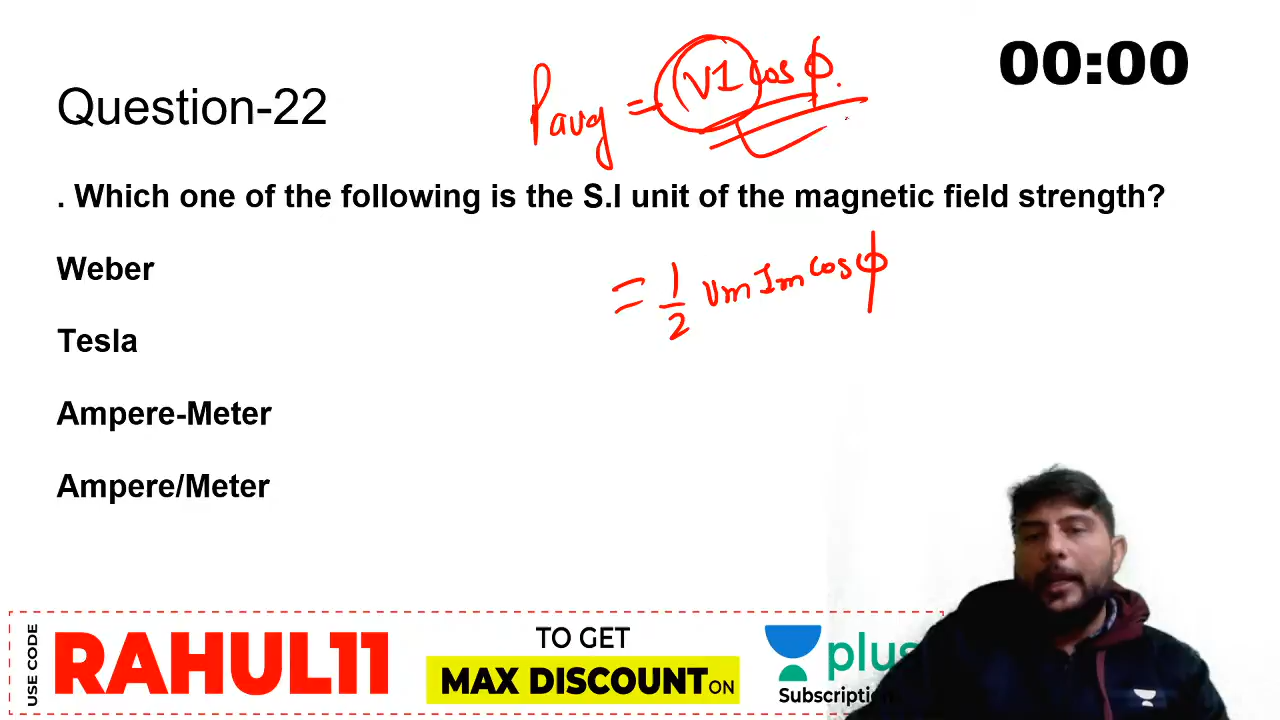 00:00
Question-22
Pavg = VI cos φ.
. Which one of the following is the S.I unit of the magnetic field strength?
Weber
= 1/2 Vm Im cos φ
Tesla
Ampere-Meter
Ampere/Meter
USE CODE
RAHUL11
TO GET
MAX DISCOUNT ON
plus
Subscription